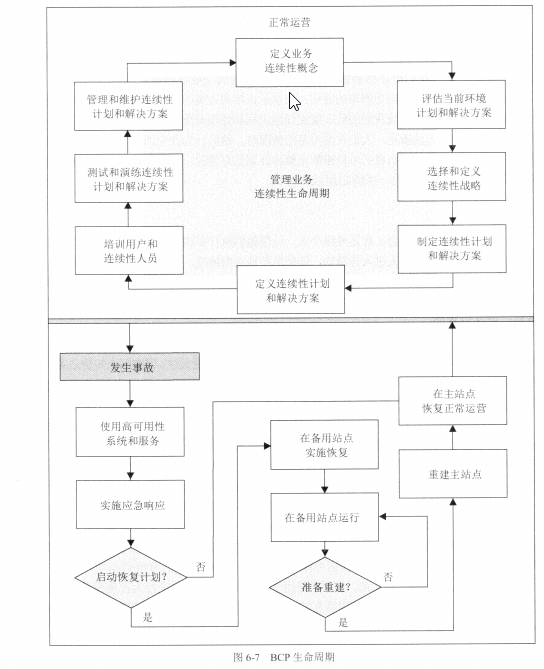 正常运营
定义业务
连续性概念
管理和维护连续性
计划和解决方案
评估当前环境
计划和解决方案
测试和演练连续性
计划和解决方案
管理业务
连续性生命周期
选择和定义
连续性战略
培训用户和
连续性人员
制定连续性计划
和解决方案
定义连续性计划
和解决方案
发生事故
使用高可用性
系统和服务
在备用站点
实施恢复
在主站点
恢复正常运营
实施应急响应
在备用站点运行
重建主站点
启动恢复计划?
否
是
准备重建?
否
是
图 6-7 BCP 生命周期